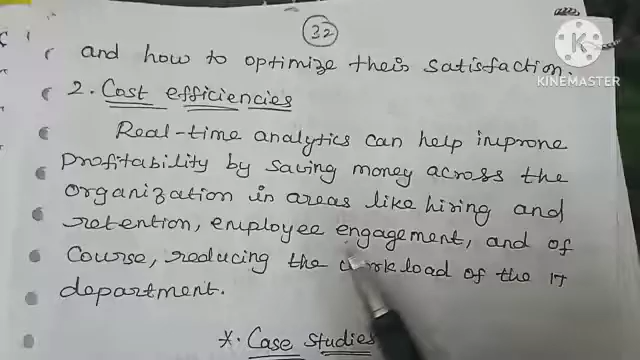 32
and how to optimize their satisfaction.
KINEMASTER
2. Cost efficiencies
Real-time analytics can help improve
profitability by saving money across the
organization in areas like hiring and
retention, employee engagement, and of
course, reducing the workload of the IT
department.
*. Case Studies